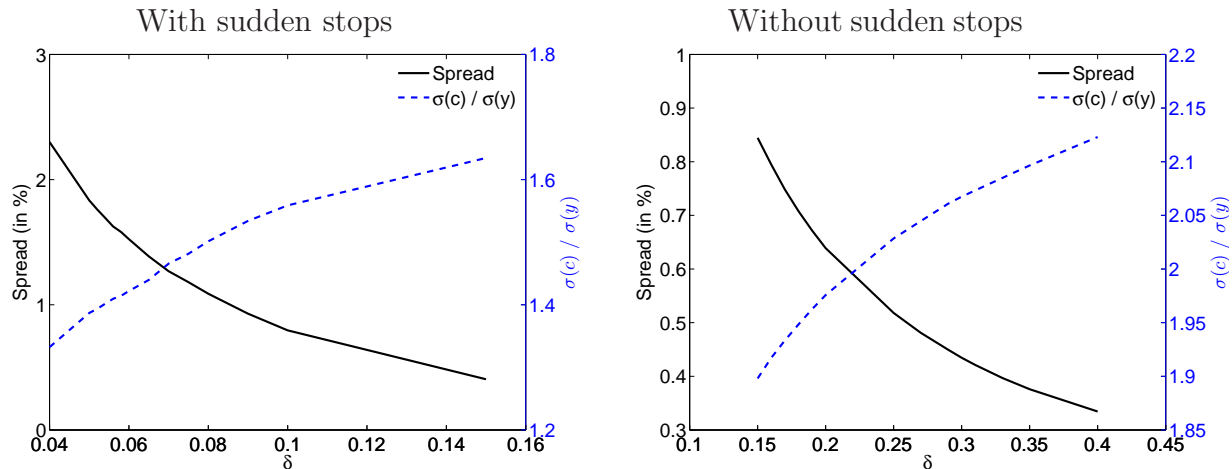 With sudden stops
3
2
1
0
Spread (in %)
1.8
1.6
1.4
1.2
σ(c) / σ(y)
Spread
σ(c) / σ(y)
0.04 0.06 0.08 0.1 0.12 0.14 0.16
δ
Without sudden stops
1
0.9
0.8
0.7
0.6
0.5
0.4
0.3
Spread (in %)
2.2
2.15
2.1
2.05
2
1.95
1.9
1.85
σ(c) / σ(y)
Spread
σ(c) / σ(y)
0.1 0.15 0.2 0.25 0.3 0.35 0.4 0.45
δ